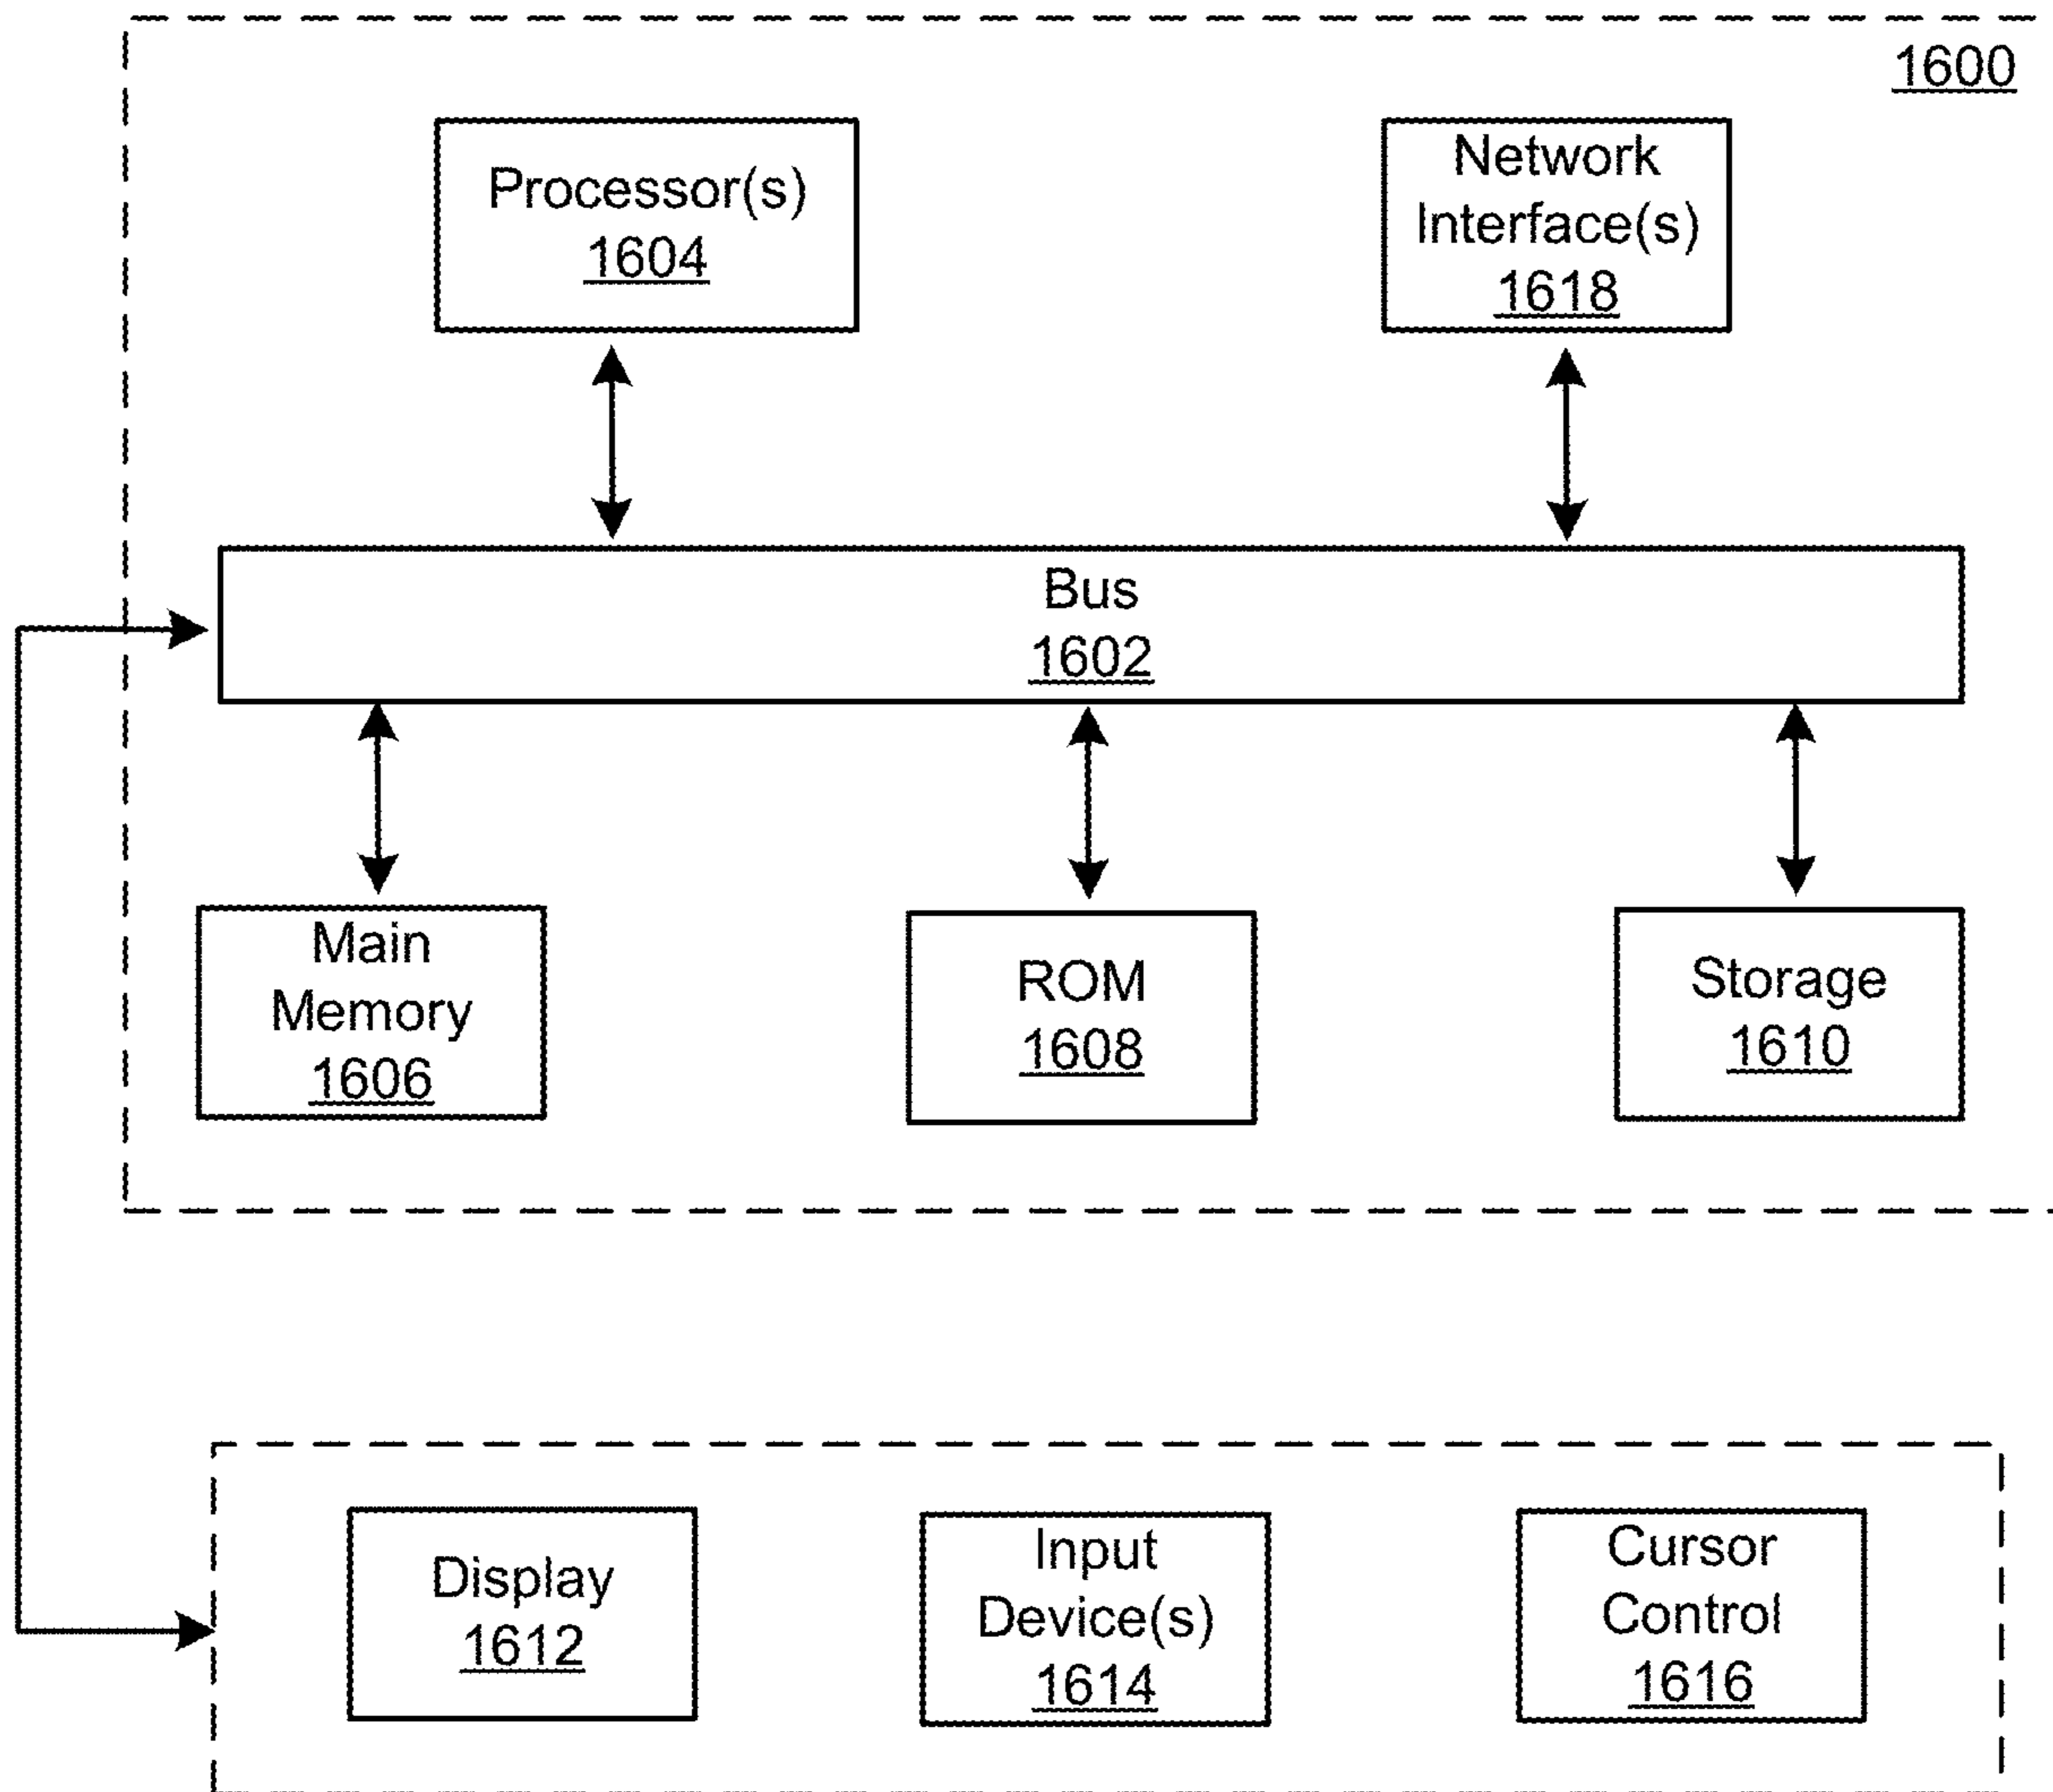 1600
Processor(s)
1604
Network
Interface(s)
1618
Bus
1602
Main
Memory
1606
ROM
1608
Storage
1610
Display
1612
Input
Device(s)
1614
Cursor
Control
1616